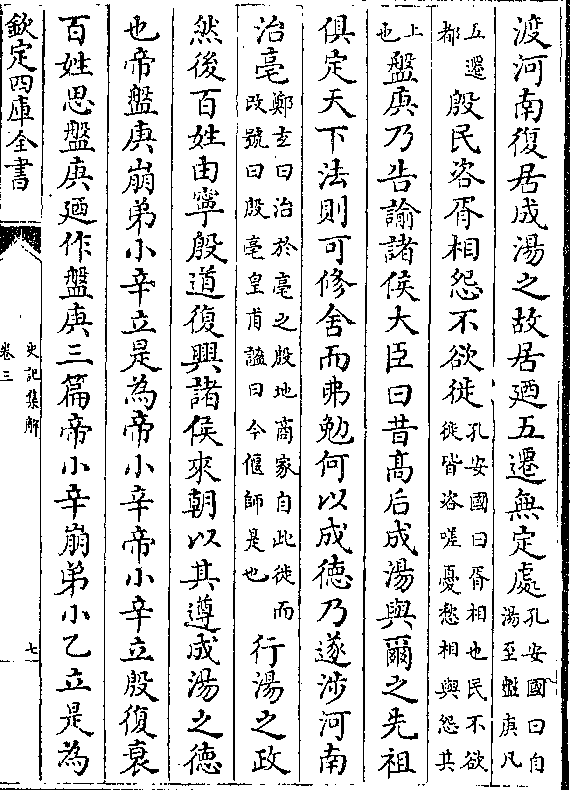 渡河南復居成湯之故居廼五遷無定處孔安國曰自湯至盤庚凡
五遷都殷民咨胥相怨不欲徙孔安國曰胥相也民不欲徙皆咨嗟憂愁相與怨其
上也盤庚乃告諭諸侯大臣曰昔高后成湯與爾之先祖
俱定天下法則可修舍而弗勉何以成德乃遂涉河南
治亳鄭玄曰治於亳之殷地商家自此徙而改號曰殷亳皇甫謐曰今偃師是也行湯之政
然後百姓由寧殷道復興諸侯來朝以其遵成湯之德
也帝盤庚崩弟小辛立是為帝小辛帝小辛立殷復衰
百姓思盤庚廼作盤庚三篇帝小辛崩弟小乙立是為
欽定四庫全書
史記集解
卷三
七